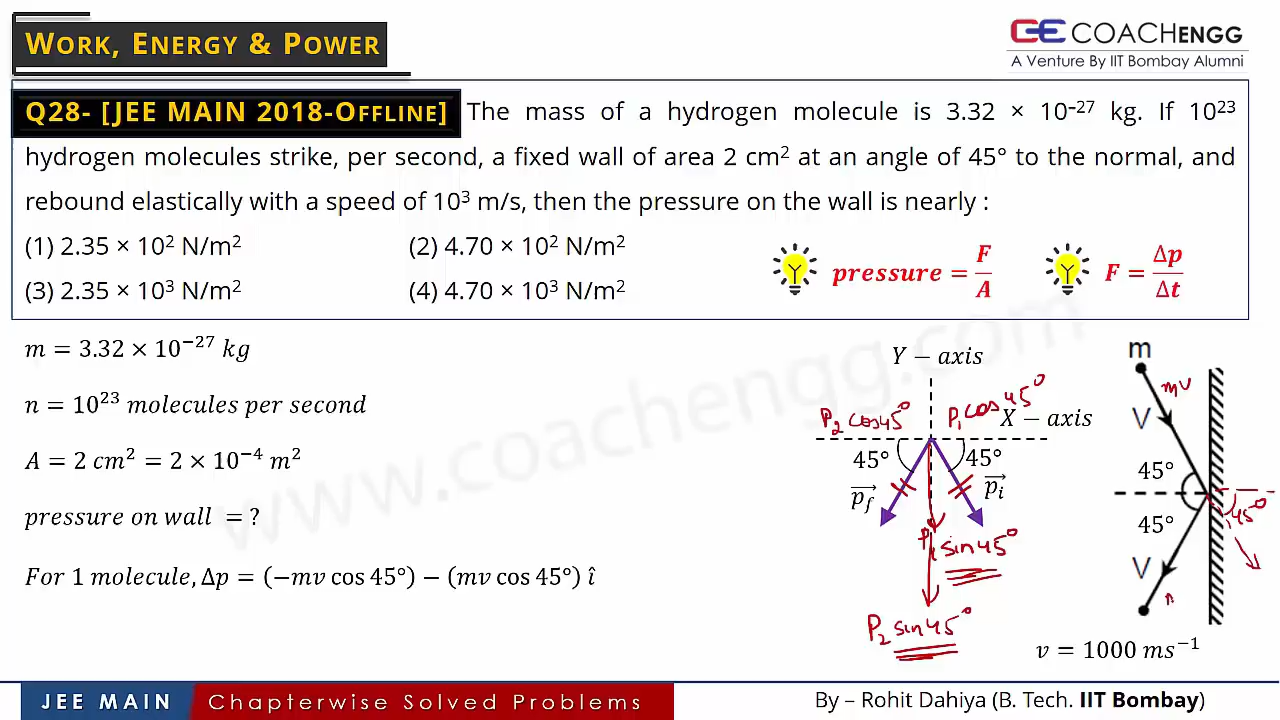 WORK, ENERGY & POWER
CE COACHENGG
A Venture By IIT Bombay Alumni
Q28- [JEE MAIN 2018-OFFLINE] The mass of a hydrogen molecule is 3.32 × 10⁻²⁷ kg. If 10²³
hydrogen molecules strike, per second, a fixed wall of area 2 cm² at an angle of 45° to the normal, and
rebound elastically with a speed of 10³ m/s, then the pressure on the wall is nearly :
(1) 2.35 × 10² N/m² (2) 4.70 × 10² N/m²
(3) 2.35 × 10³ N/m² (4) 4.70 × 10³ N/m²
pressure = F/A
F = Δp/Δt
m = 3.32 × 10⁻²⁷ kg
n = 10²³ molecules per second
A = 2 cm² = 2 × 10⁻⁴ m²
pressure on wall = ?
For 1 molecule, Δp = (−mv cos 45°) − (mv cos 45°) î
Y − axis
P₂ cos45° P₁ cos45° X − axis
45° 45°
p_f p_i
P₁ sin45°
P₂ sin45°
m
mv
V
45°
45° 45°
V
v = 1000 ms⁻¹
www.coachengg.com
JEE MAIN Chapterwise Solved Problems
By – Rohit Dahiya (B. Tech. IIT Bombay)